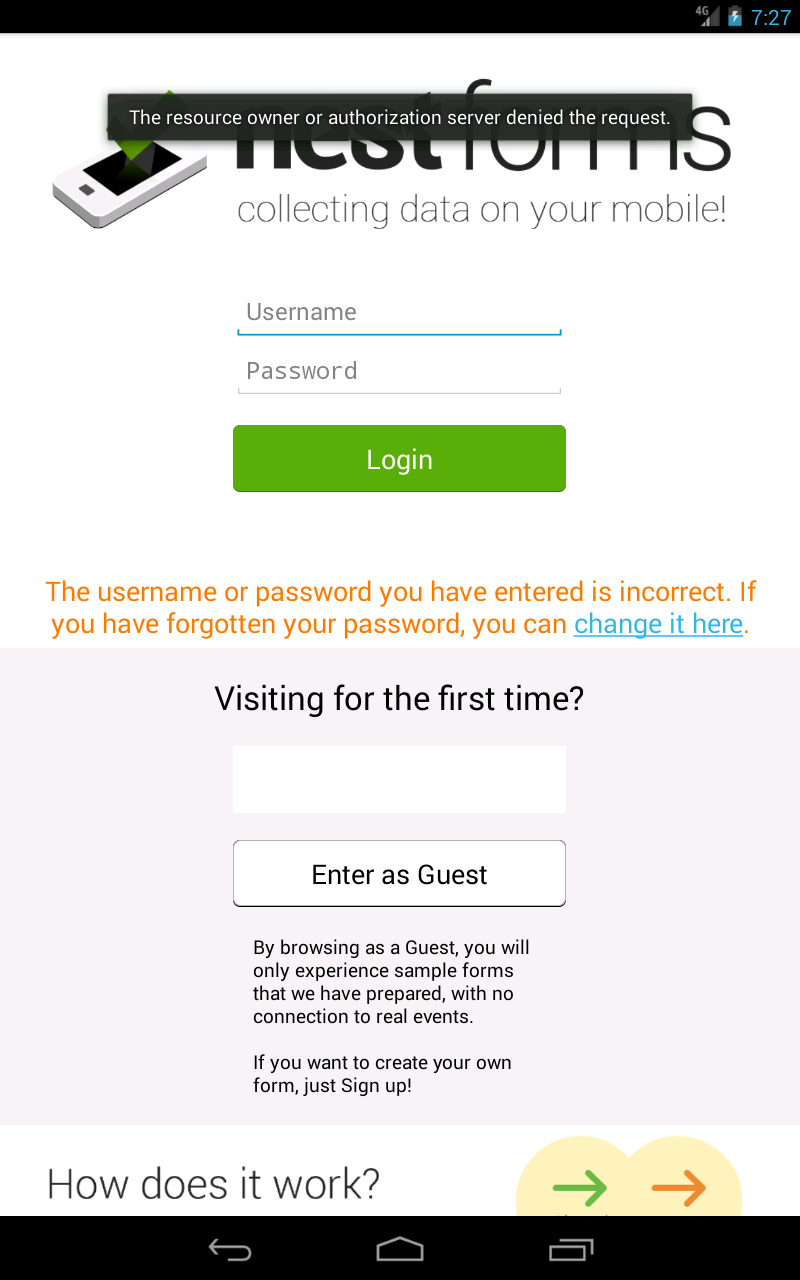 4G 7:27
The resource owner or authorization server denied the request.
nestforms
collecting data on your mobile!
Username
Password
Login
The username or password you have entered is incorrect. If
you have forgotten your password, you can change it here.
Visiting for the first time?
Enter as Guest
By browsing as a Guest, you will
only experience sample forms
that we have prepared, with no
connection to real events.
If you want to create your own
form, just Sign up!
How does it work?